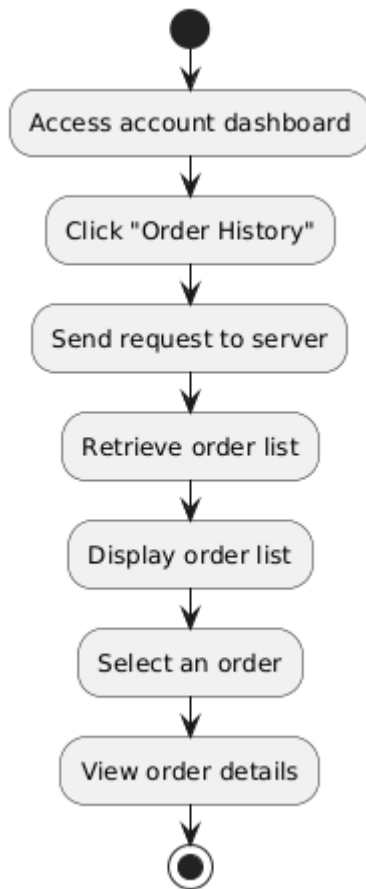 Access account dashboard
Click "Order History"
Send request to server
Retrieve order list
Display order list
Select an order
View order details